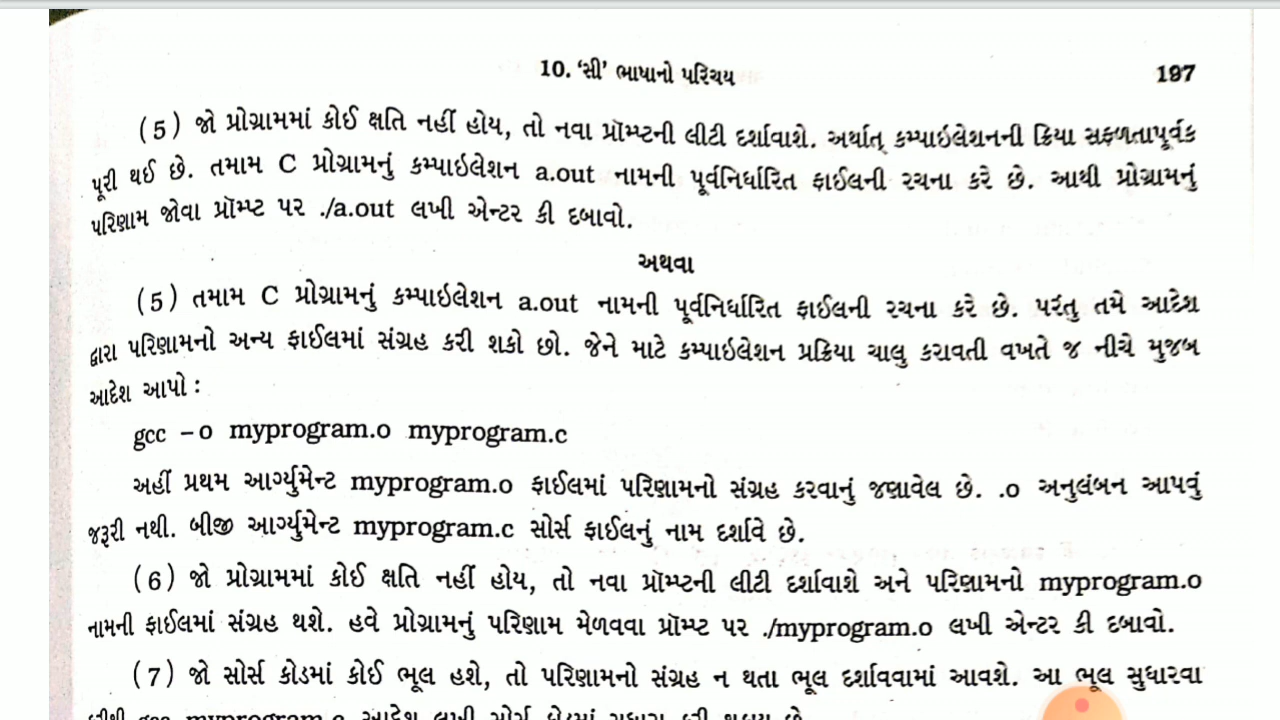 10. ‘સી’ ભાષાનો પરિચય 197
(5) જો પ્રોગ્રામમાં કોઈ ક્ષતિ નહીં હોય, તો નવા પ્રૉમ્પ્ટની લીટી દર્શાવાશે. અર્થાત્ કમ્પાઇલેશનની ક્રિયા સફળતાપૂર્વક
પૂરી થઈ છે. તમામ C પ્રોગ્રામનું કમ્પાઇલેશન a.out નામની પૂર્વનિર્ધારિત ફાઈલની રચના કરે છે. આથી પ્રોગ્રામનું
પરિણામ જોવા પ્રૉમ્પ્ટ પર ./a.out લખી એન્ટર કી દબાવો.
અથવા
(5) તમામ C પ્રોગ્રામનું કમ્પાઇલેશન a.out નામની પૂર્વનિર્ધારિત ફાઈલની રચના કરે છે. પરંતુ તમે આદેશ
દ્વારા પરિણામનો અન્ય ફાઈલમાં સંગ્રહ કરી શકો છો. જેને માટે કમ્પાઇલેશન પ્રક્રિયા ચાલુ કરાવતી વખતે જ નીચે મુજબ
આદેશ આપો :
gcc –o myprogram.o myprogram.c
અહીં પ્રથમ આર્ગ્યુમેન્ટ myprogram.o ફાઈલમાં પરિણામનો સંગ્રહ કરવાનું જણાવેલ છે. .o અનુલંબન આપવું
જરૂરી નથી. બીજી આર્ગ્યુમેન્ટ myprogram.c સોર્સ ફાઈલનું નામ દર્શાવે છે.
(6) જો પ્રોગ્રામમાં કોઈ ક્ષતિ નહીં હોય, તો નવા પ્રૉમ્પ્ટની લીટી દર્શાવાશે અને પરિણામનો myprogram.o
નામની ફાઈલમાં સંગ્રહ થશે. હવે પ્રોગ્રામનું પરિણામ મેળવવા પ્રૉમ્પ્ટ પર ./myprogram.o લખી એન્ટર કી દબાવો.
(7) જો સોર્સ કોડમાં કોઈ ભૂલ હશે, તો પરિણામનો સંગ્રહ ન થતા ભૂલ દર્શાવવામાં આવશે. આ ભૂલ સુધારવા